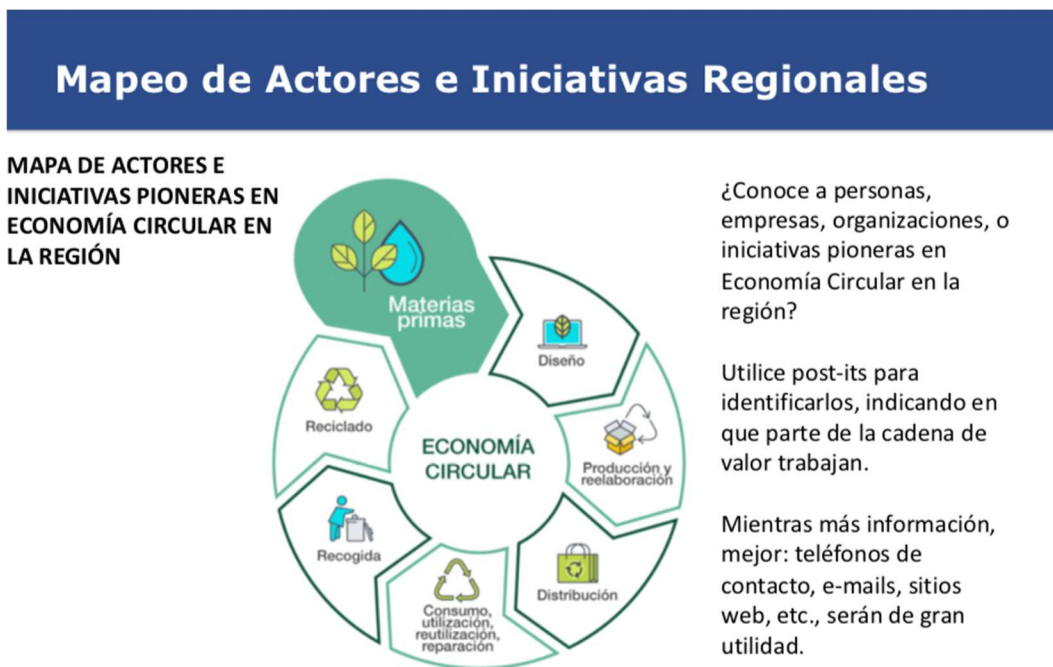 Mapeo de Actores e Iniciativas Regionales
MAPA DE ACTORES E
INICIATIVAS PIONERAS EN
ECONOMÍA CIRCULAR EN
LA REGIÓN
Materias
primas
Diseño
Producción y
reelaboración
Distribución
Consumo,
utilización,
reutilización,
reparación
Recogida
Reciclado
ECONOMÍA
CIRCULAR
¿Conoce a personas,
empresas, organizaciones, o
iniciativas pioneras en
Economía Circular en la
región?
Utilice post-its para
identificarlos, indicando en
que parte de la cadena de
valor trabajan.
Mientras más información,
mejor: teléfonos de
contacto, e-mails, sitios
web, etc., serán de gran
utilidad.